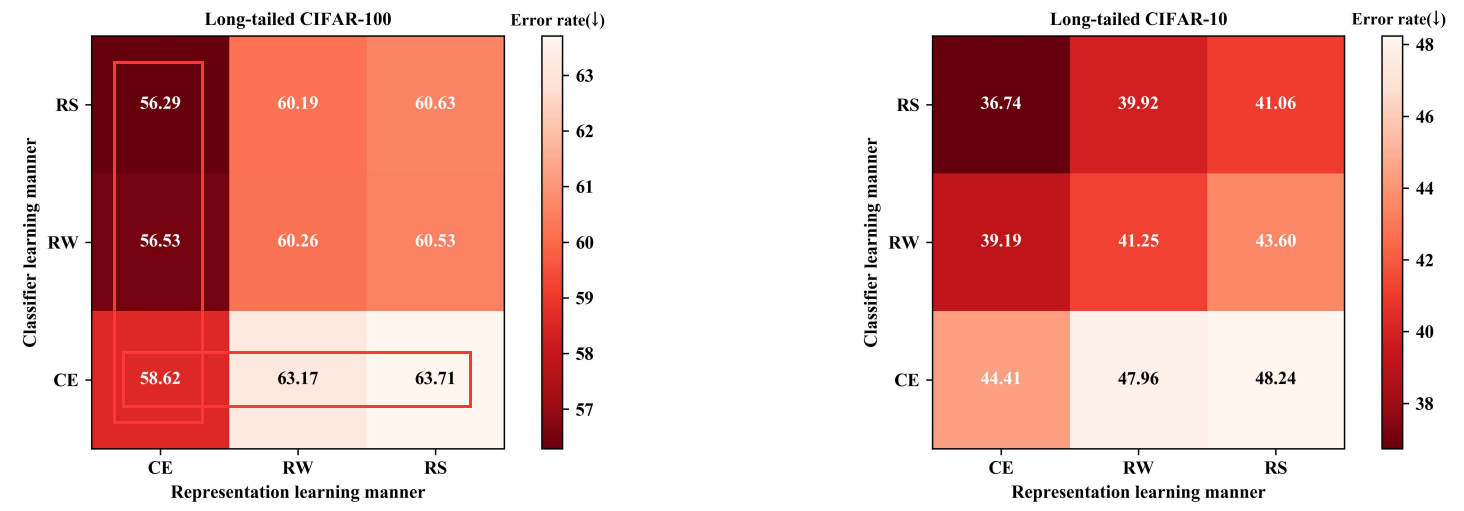 Long-tailed CIFAR-100
Error rate(↓)
RS
56.29
60.19
60.63
RW
56.53
60.26
60.53
CE
58.62
63.17
63.71
CE
RW
RS
Representation learning manner
Classifier learning manner
63
62
61
60
59
58
57
Long-tailed CIFAR-10
Error rate(↓)
RS
36.74
39.92
41.06
RW
39.19
41.25
43.60
CE
44.41
47.96
48.24
CE
RW
RS
Representation learning manner
Classifier learning manner
48
46
44
42
40
38